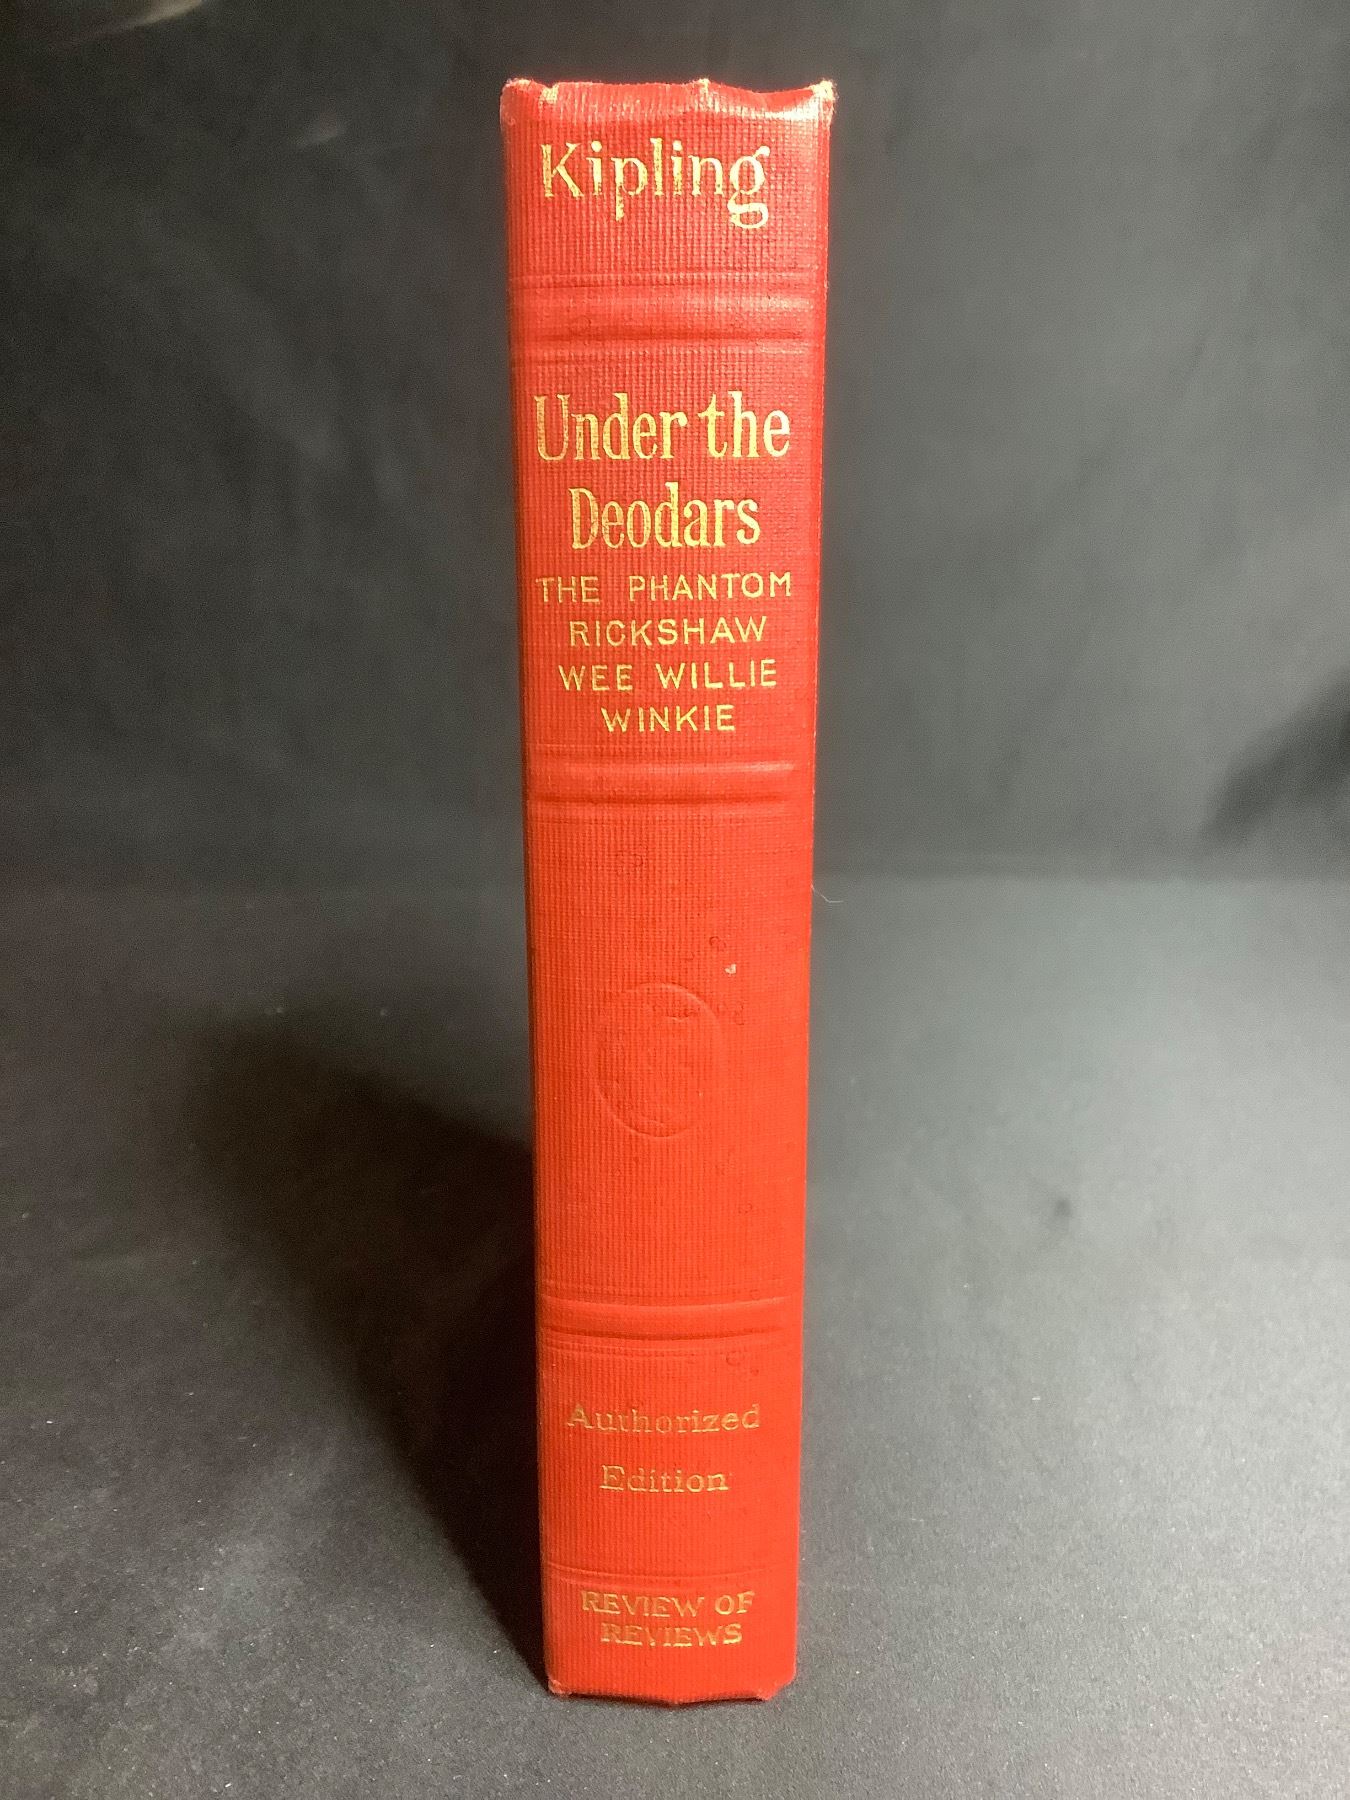 Kipling
Under the
Deodars
THE PHANTOM
RICKSHAW
WEE WILLIE
WINKIE
Authorized
Edition
REVIEW OF
REVIEWS